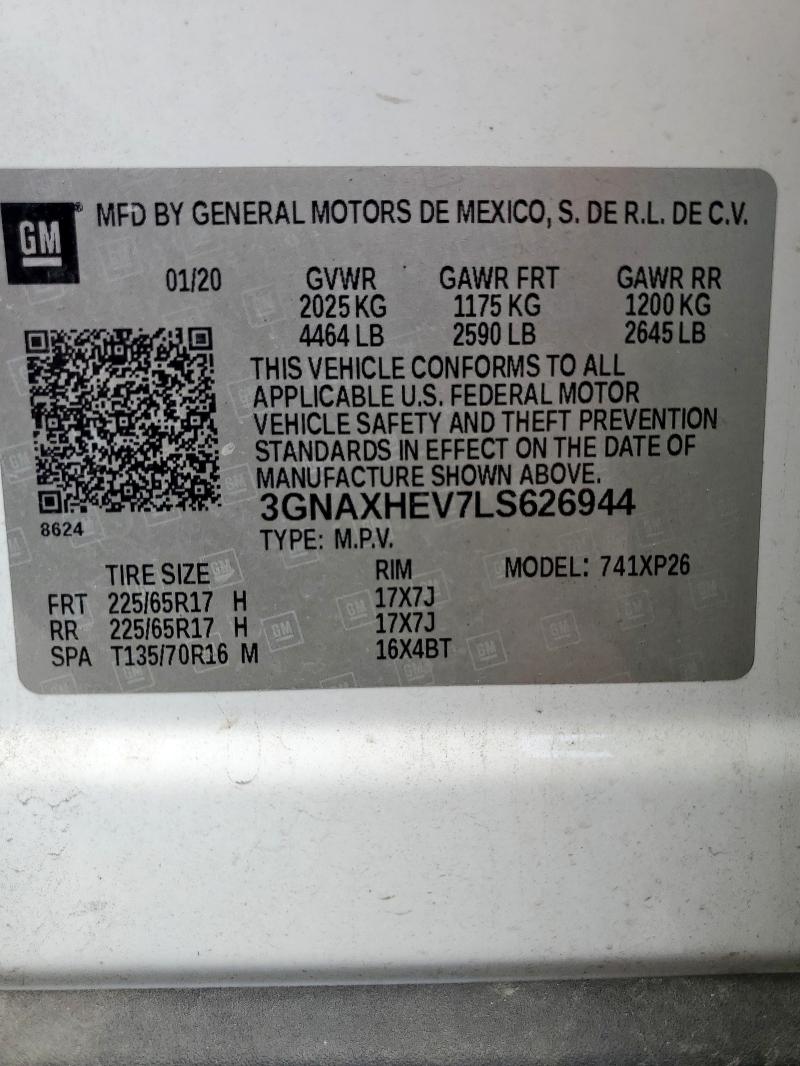 GM® MFD BY GENERAL MOTORS DE MEXICO, S. DE R.L. DE C.V.
01/20 GVWR GAWR FRT GAWR RR
2025 KG 1175 KG 1200 KG
4464 LB 2590 LB 2645 LB
THIS VEHICLE CONFORMS TO ALL
APPLICABLE U.S. FEDERAL MOTOR
VEHICLE SAFETY AND THEFT PREVENTION
STANDARDS IN EFFECT ON THE DATE OF
MANUFACTURE SHOWN ABOVE.
3GNAXHEV7LS626944
8624
TYPE: M.P.V.
TIRE SIZE RIM MODEL: 741XP26
FRT 225/65R17 H 17X7J
RR 225/65R17 H 17X7J
SPA T135/70R16 M 16X4BT